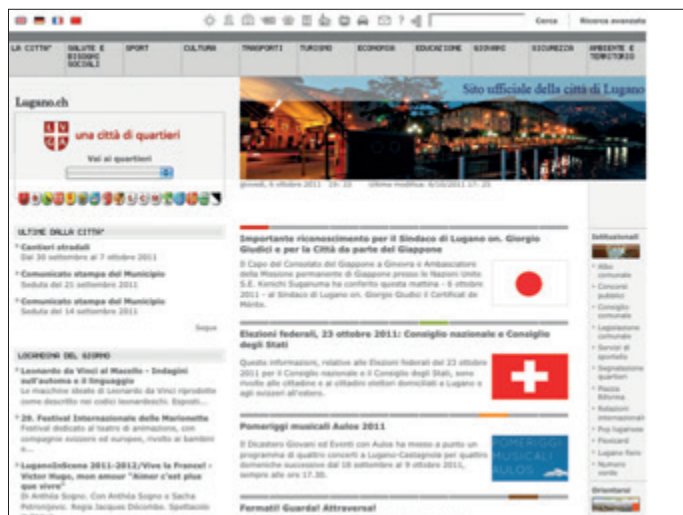 Cerca
Ricerca avanzata
LA CITTA'
SALUTE E
BISOGNI
SOCIALI
SPORT
CULTURA
TRASPORTI
TURISMO
ECONOMIA
EDUCAZIONE
GIOVANI
SICUREZZA
AMBIENTE E
TERRITORIO
Sito ufficiale della città di Lugano
Lugano.ch
una città di quartieri
Vai ai quartieri
giovedì, 6 ottobre 2011 19: 23 Ultima modifica: 6/10/2011 17: 25
ULTIME DALLA CITTA'
Cantieri stradali
Dal 30 settembre al 7 ottobre 2011
Comunicato stampa del Municipio
Seduta del 21 settembre 2011
Comunicato stampa del Municipio
Seduta del 14 settembre 2011
Segue
LOCANDINA DEL GIORNO
Leonardo da Vinci al Macello - Indagini
sull'automa e il linguaggio
Le macchine ideate di Leonardo da Vinci riprodotte
come descritto nei codici leonardeschi. Esposti...
29. Festival Internazionale delle Marionette
Festival dedicato al teatro di animazione, con
compagnie svizzere ed europee, rivolto ai bambini
e...
LuganoInScena 2011-2012/Vive la France! -
Victor Hugo, mon amour "Aimer c'est plus
que vivre"
Di Anthéa Sogno. Con Anthéa Sogno e Sacha
Petronijevic. Regia Jacques Décombe. Spettacolo
Importante riconoscimento per il Sindaco di Lugano on. Giorgio
Giudici e per la Città da parte del Giappone
Il Capo del Consolato del Giappone a Ginevra e Ambasciatore
della Missione permanente di Giappone presso le Nazioni Unite
S.E. Kenichi Suganuma ha conferito questa mattina - 6 ottobre
2011 - al Sindaco di Lugano on. Giorgio Giudici il Certificat de
Mérite.
Elezioni federali, 23 ottobre 2011: Consiglio nazionale e Consiglio
degli Stati
Queste informazioni, relative alle Elezioni federali del 23 ottobre
2011 per il Consiglio nazionale e il Consiglio degli Stati, sono
rivolte alle cittadine e ai cittadini elettori domiciliati a Lugano e
agli svizzeri all'estero.
Pomeriggi musicali Aulos 2011
Il Dicastero Giovani ed Eventi con Aulos ha messo a punto un
programma di quattro concerti a Lugano-Castagnola per quattro
domeniche successive dal 18 settembre al 9 ottobre 2011,
sempre alle ore 17.30.
POMERIGGI
MUSICALI
AULOS
Fermati! Guarda! Attraversa!
Istituzionali
Albo
comunale
Concorsi
pubblici
Consiglio
comunale
Legislazione
comunale
Servizi di
sportello
Segnalazione
quartieri
Piazza
Riforma
Relazioni
internazionali
Puy luganese
Flexicard
Lugano Reno
Numero
verde
Orientarsi